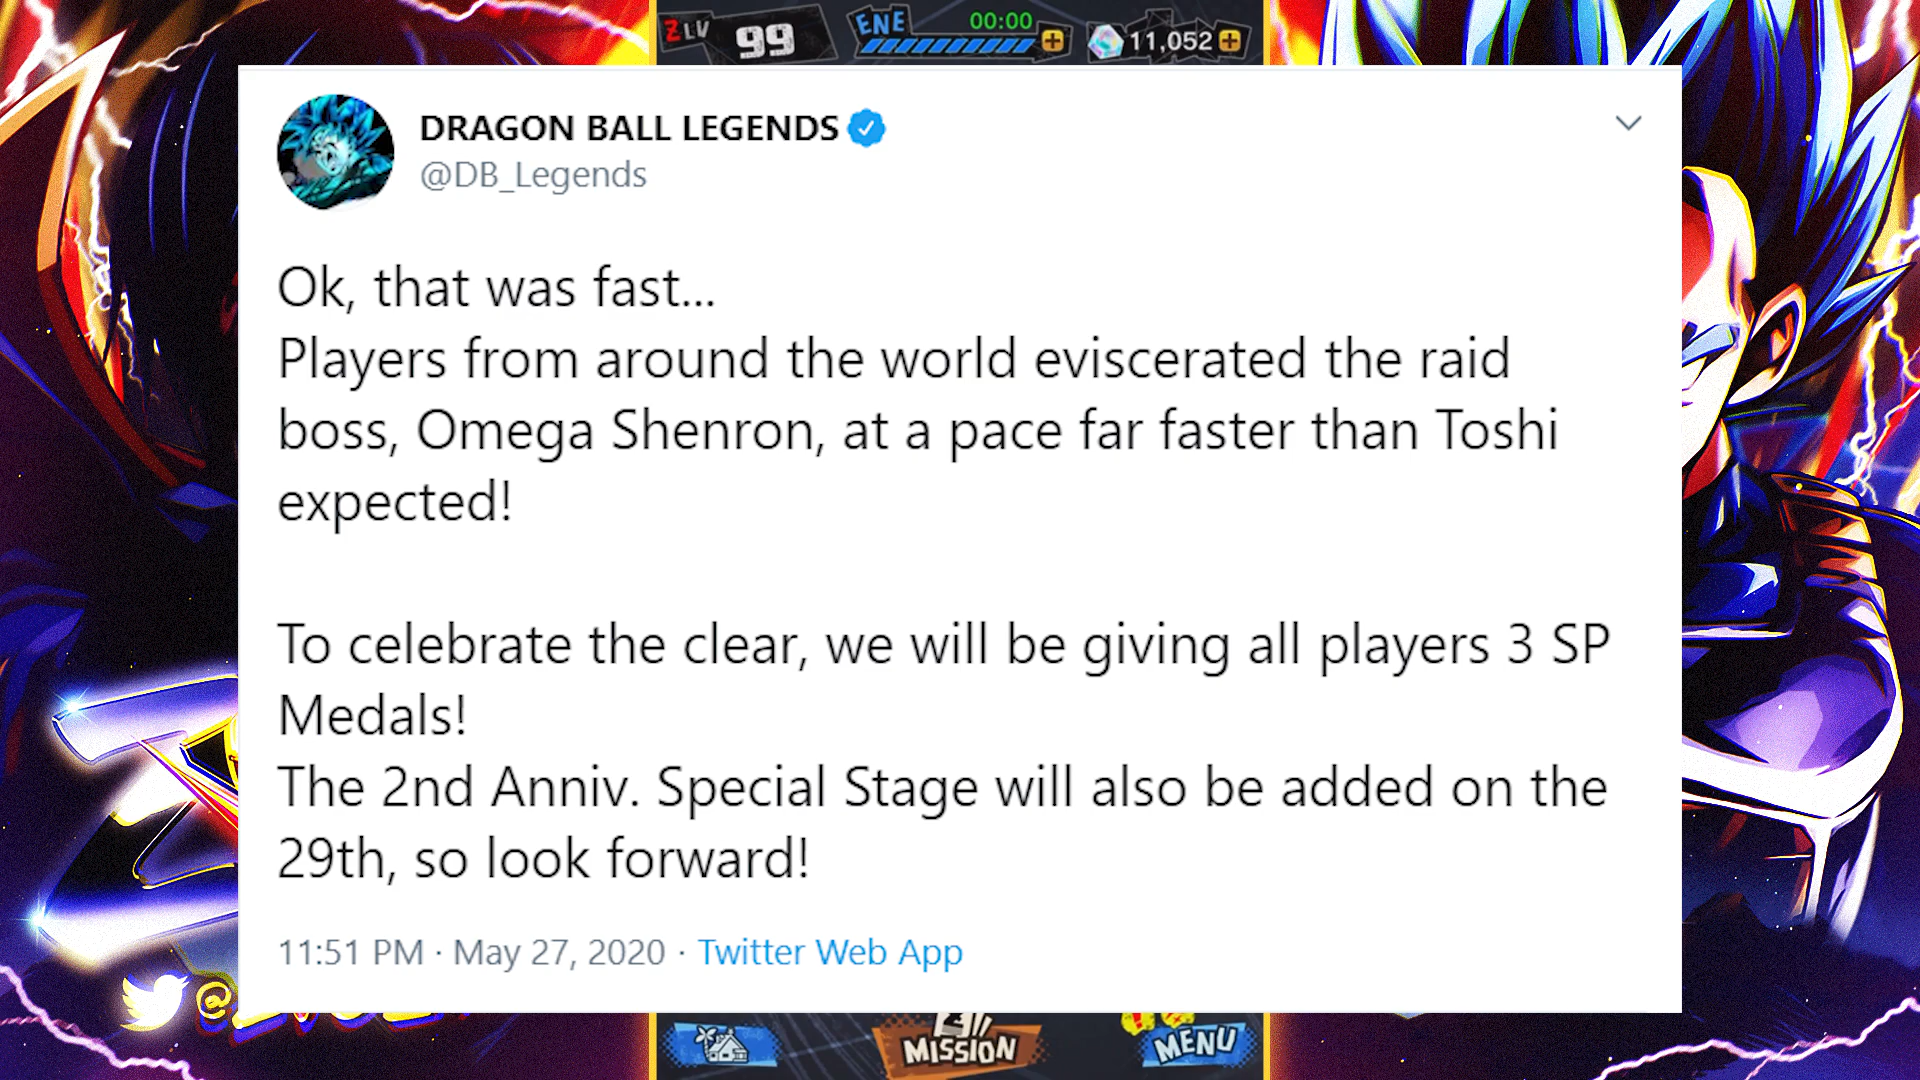 ZLV 99 ENE 00:00 11,052
DRAGON BALL LEGENDS
@DB_Legends
Ok, that was fast...
Players from around the world eviscerated the raid
boss, Omega Shenron, at a pace far faster than Toshi
expected!
To celebrate the clear, we will be giving all players 3 SP
Medals!
The 2nd Anniv. Special Stage will also be added on the
29th, so look forward!
11:51 PM · May 27, 2020 · Twitter Web App
MISSION MENU